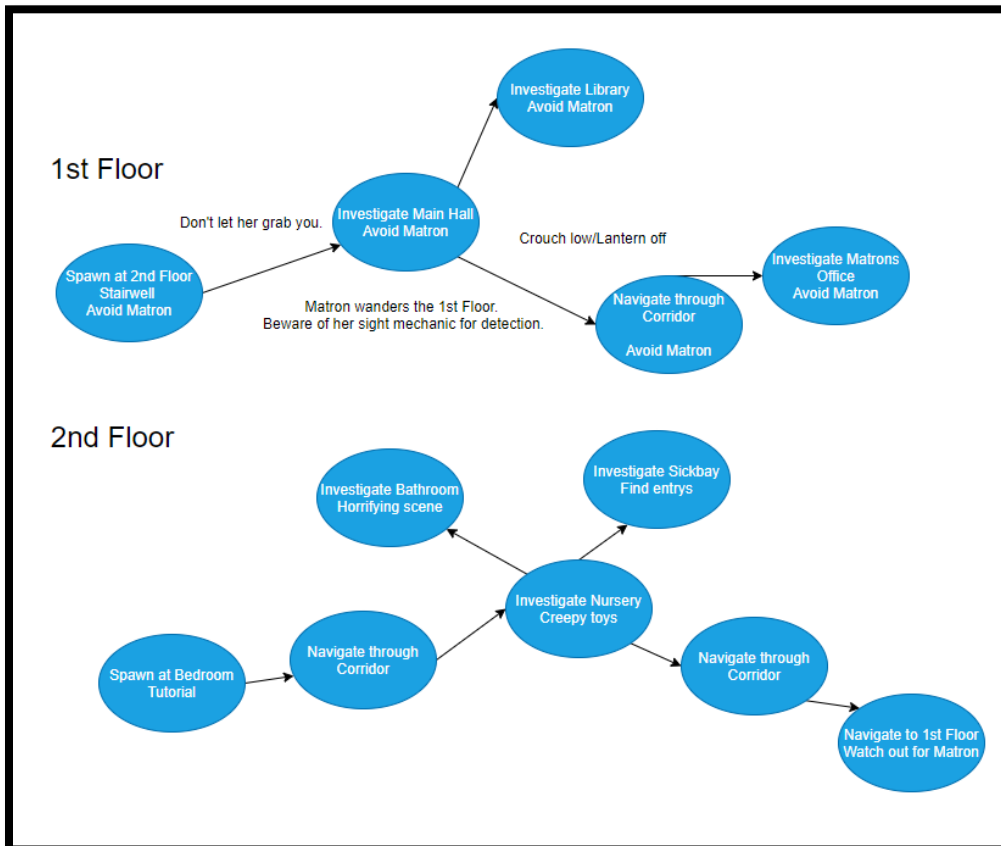 Investigate Library
Avoid Matron
1st Floor
Don't let her grab you.
Investigate Main Hall
Avoid Matron
Crouch low/Lantern off
Spawn at 2nd Floor
Stairwell
Avoid Matron
Investigate Matrons
Office
Avoid Matron
Matron wanders the 1st Floor.
Beware of her sight mechanic for detection.
Navigate through
Corridor
Avoid Matron
2nd Floor
Investigate Bathroom
Horrifying scene
Investigate Sickbay
Find entrys
Investigate Nursery
Creepy toys
Spawn at Bedroom
Tutorial
Navigate through
Corridor
Navigate through
Corridor
Navigate to 1st Floor
Watch out for Matron